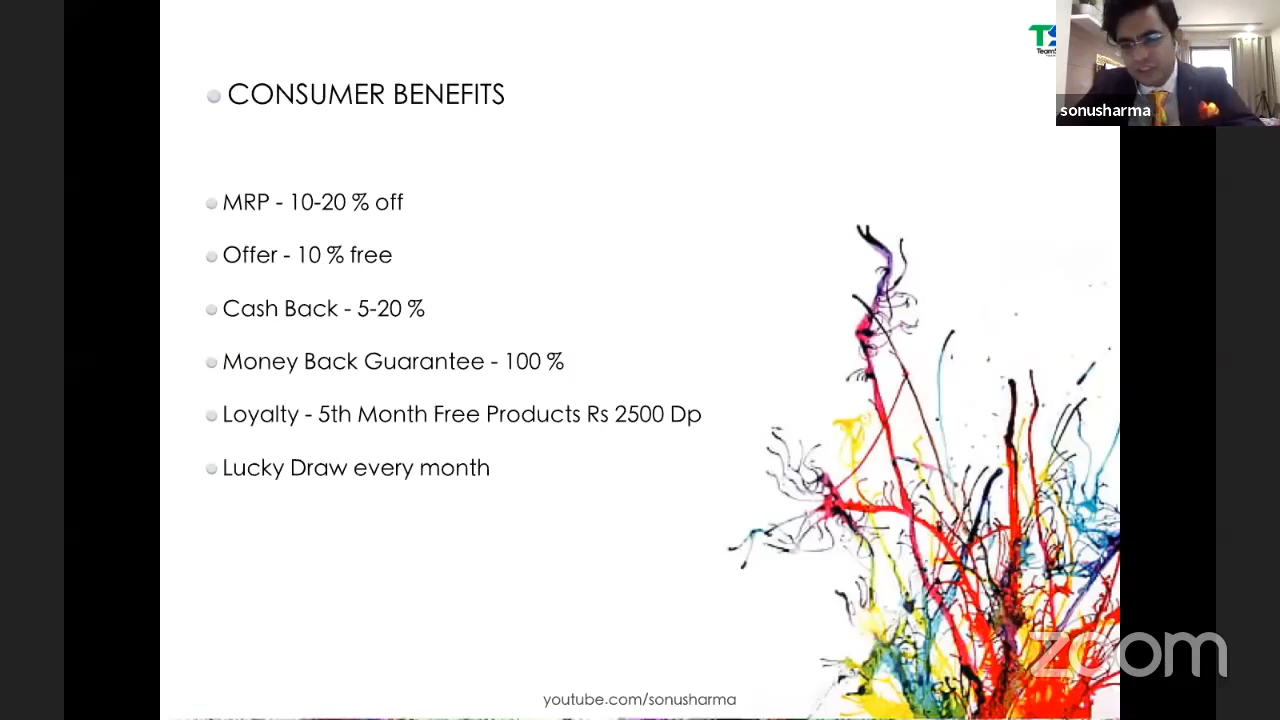 CONSUMER BENEFITS
MRP - 10-20 % off
Offer - 10 % free
Cash Back - 5-20 %
Money Back Guarantee - 100 %
Loyalty - 5th Month Free Products Rs 2500 Dp
Lucky Draw every month
youtube.com/sonusharma
sonusharma
zoom